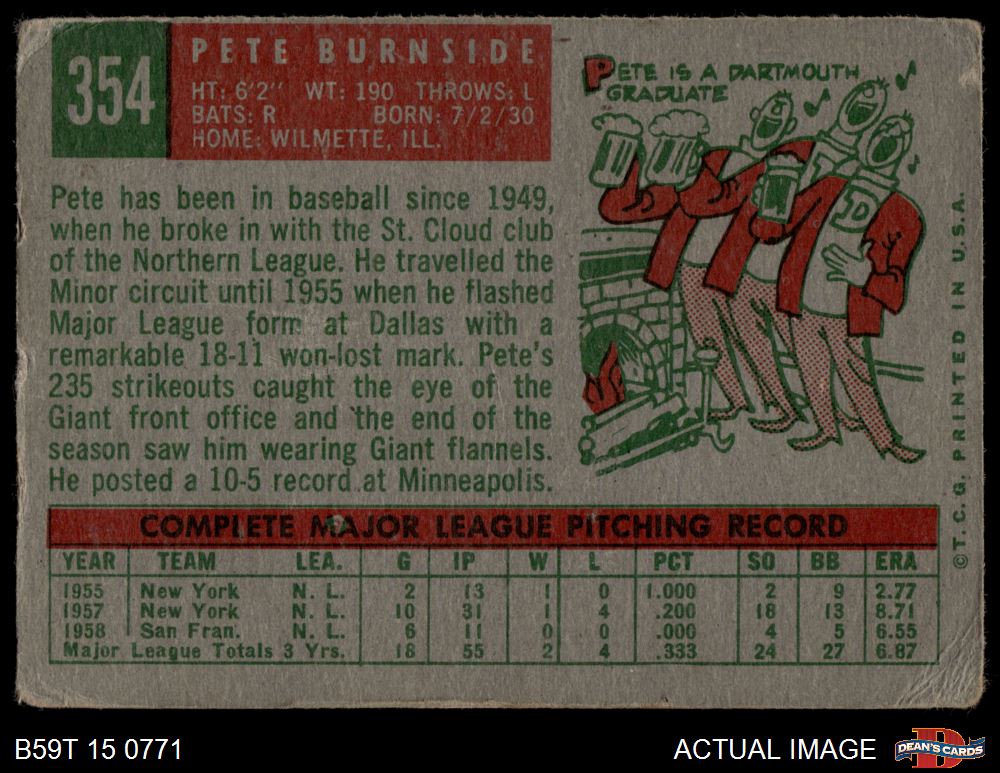 354
PETE BURNSIDE
HT: 6'2" WT: 190 THROWS: L
BATS: R BORN: 7/2/30
HOME: WILMETTE, ILL.
PETE IS A DARTMOUTH
GRADUATE
D
Pete has been in baseball since 1949,
when he broke in with the St. Cloud club
of the Northern League. He travelled the
Minor circuit until 1955 when he flashed
Major League form at Dallas with a
remarkable 18-11 won-lost mark. Pete's
235 strikeouts caught the eye of the
Giant front office and the end of the
season saw him wearing Giant flannels.
He posted a 10-5 record at Minneapolis.
COMPLETE MAJOR LEAGUE PITCHING RECORD
YEAR TEAM LEA. G IP W L PCT SO BB ERA
1955 New York N. L. 2 13 1 0 1.000 2 9 2.77
1957 New York N. L. 10 31 1 4 .200 18 13 8.71
1958 San Fran. N. L. 6 11 0 0 .000 4 5 6.55
Major League Totals 3 Yrs. 18 55 2 4 .333 24 27 6.87
© T. C. G. PRINTED IN U.S.A.
B59T 15 0771
ACTUAL IMAGE
D
DEAN'S CARDS